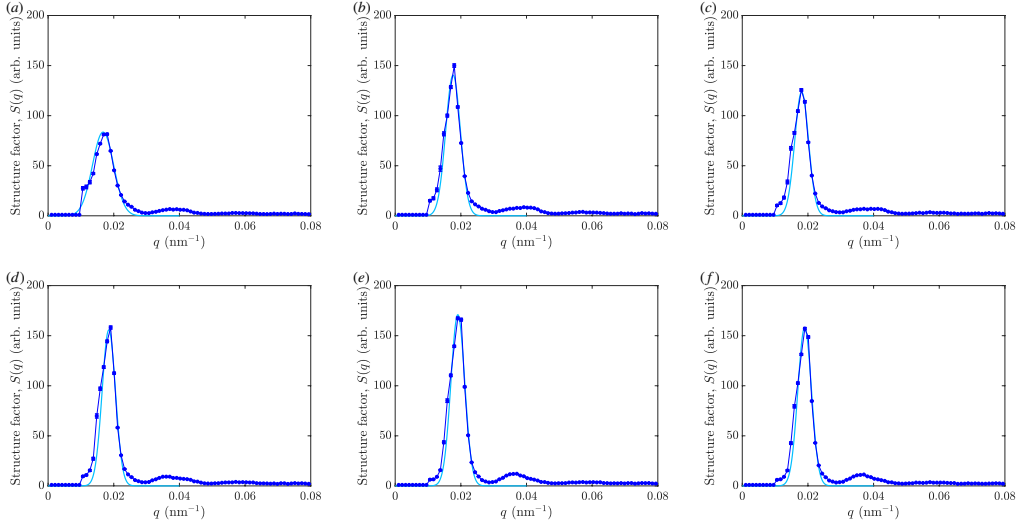 (a) (b) (c)
200 200 200
150 150 150
100 100 100
50 50 50
0 0 0
0 0.02 0.04 0.06 0.08 0 0.02 0.04 0.06 0.08 0 0.02 0.04 0.06 0.08
Structure factor, S(q) (arb. units) Structure factor, S(q) (arb. units) Structure factor, S(q) (arb. units)
q (nm⁻¹) q (nm⁻¹) q (nm⁻¹)
(d) (e) (f)
200 200 200
150 150 150
100 100 100
50 50 50
0 0 0
0 0.02 0.04 0.06 0.08 0 0.02 0.04 0.06 0.08 0 0.02 0.04 0.06 0.08
Structure factor, S(q) (arb. units) Structure factor, S(q) (arb. units) Structure factor, S(q) (arb. units)
q (nm⁻¹) q (nm⁻¹) q (nm⁻¹)